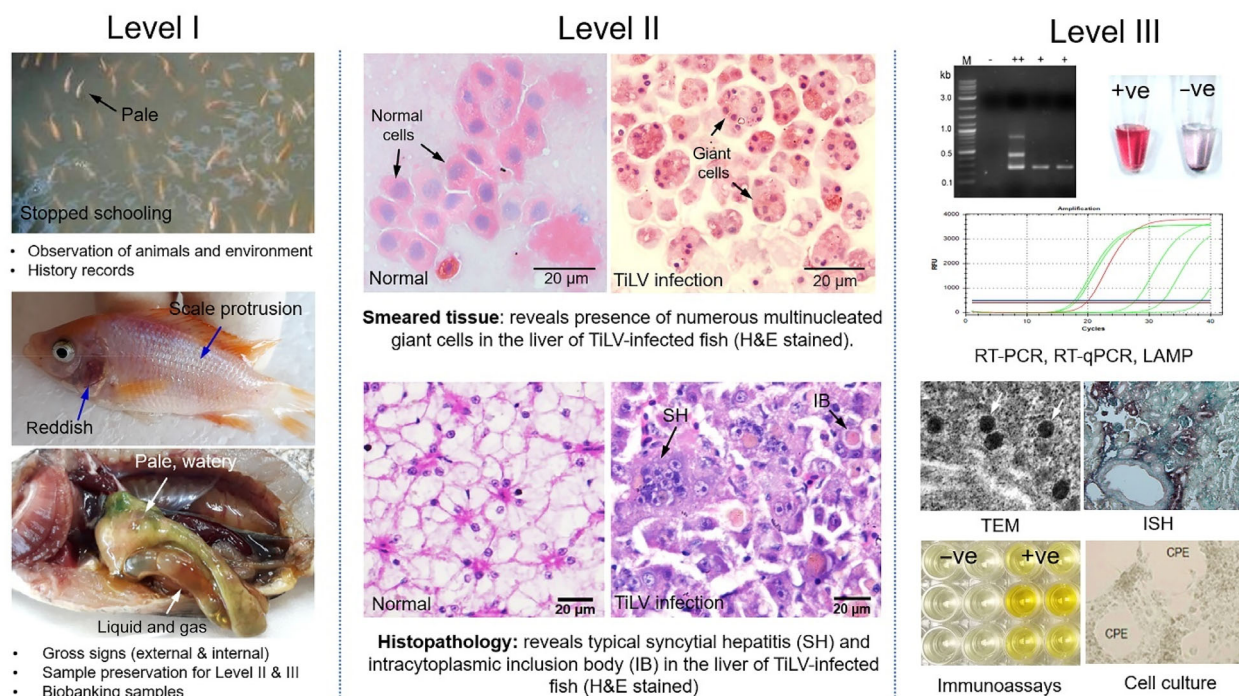 Level I
Pale
Stopped schooling
• Observation of animals and environment
• History records
Scale protrusion
Reddish
Pale, watery
Liquid and gas
• Gross signs (external & internal)
• Sample preservation for Level II & III
• Biobanking samples
Level II
Normal
cells
Normal
20 µm
Giant
cells
TiLV infection
20 µm
Smeared tissue: reveals presence of numerous multinucleated
giant cells in the liver of TiLV-infected fish (H&E stained).
Normal
20 µm
SH
IB
TiLV infection
20 µm
Histopathology: reveals typical syncytial hepatitis (SH) and
intracytoplasmic inclusion body (IB) in the liver of TiLV-infected
fish (H&E stained)
Level III
M - ++ + +
kb
3.0
1.0
0.5
0.1
+ve –ve
Amplification
4000
3000
2000
1000
0
RFU
0 10 20 30 40
Cycles
RT-PCR, RT-qPCR, LAMP
TEM
ISH
–ve +ve
Immunoassays
CPE
CPE
Cell culture